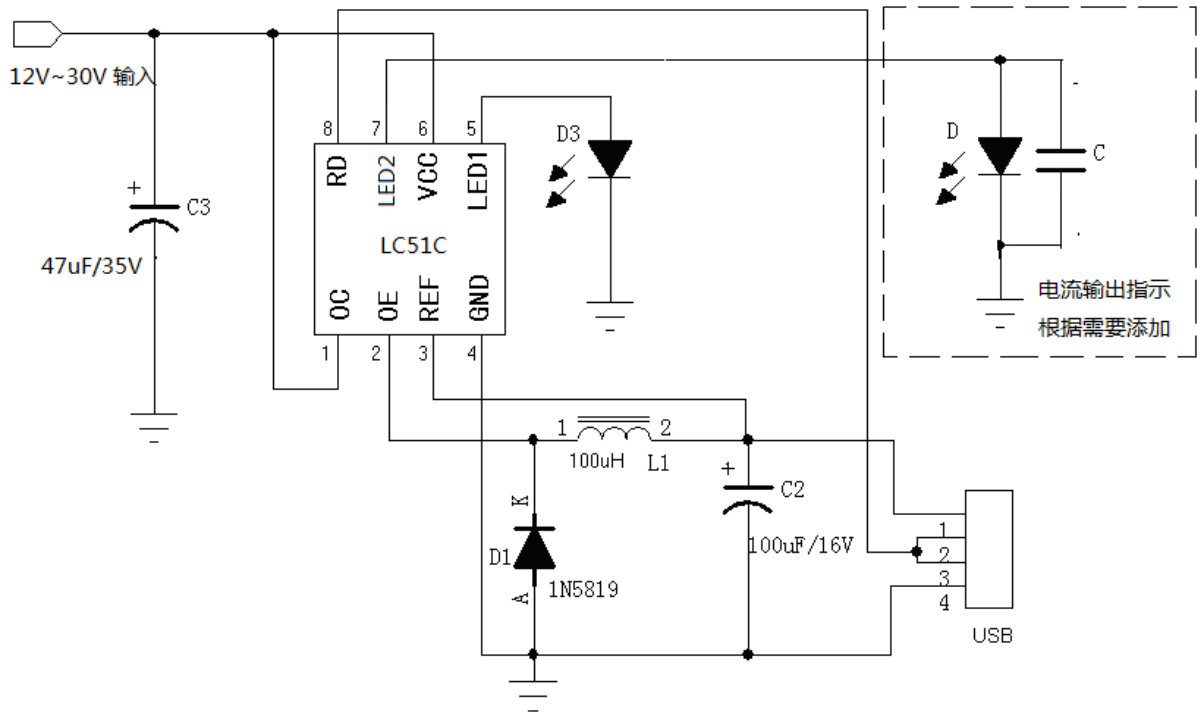 12V~30V 输入
+
C3
47uF/35V
8
7
6
5
RD
LED2
VCC
LED1
LC51C
OC
OE
REF
GND
1
2
3
4
D3
D
C
电流输出指示
根据需要添加
1
2
100uH
L1
+
C2
100uF/16V
K
D1
A
1N5819
1
2
3
4
USB